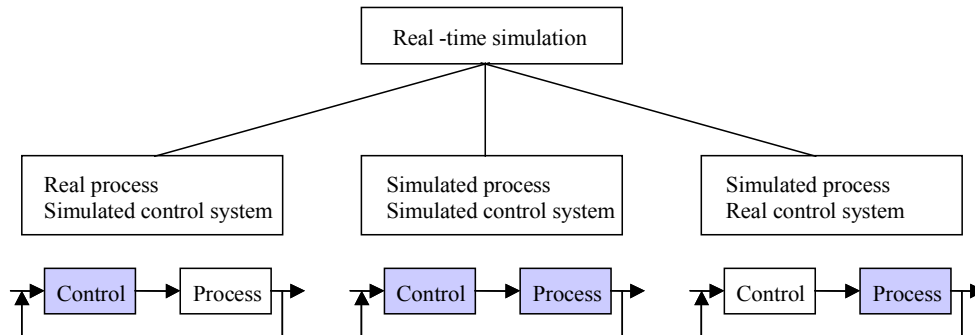 Real -time simulation
Real process
Simulated control system
Simulated process
Simulated control system
Simulated process
Real control system
Control
Process
Control
Process
Control
Process